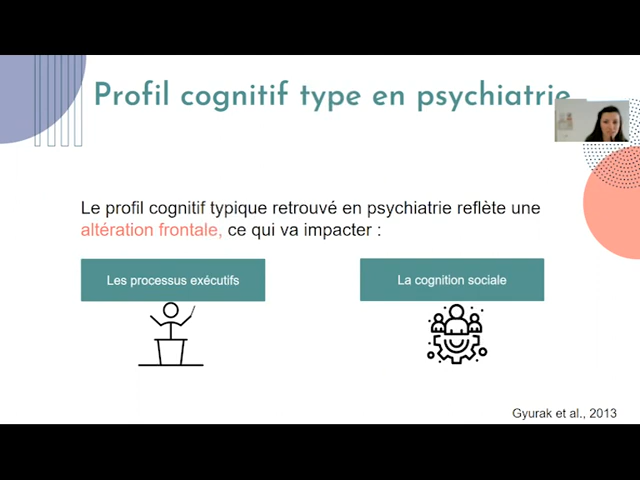 Profil cognitif type en psychiatrie
Le profil cognitif typique retrouvé en psychiatrie reflète une
altération frontale, ce qui va impacter :
Les processus exécutifs
La cognition sociale
Gyurak et al., 2013